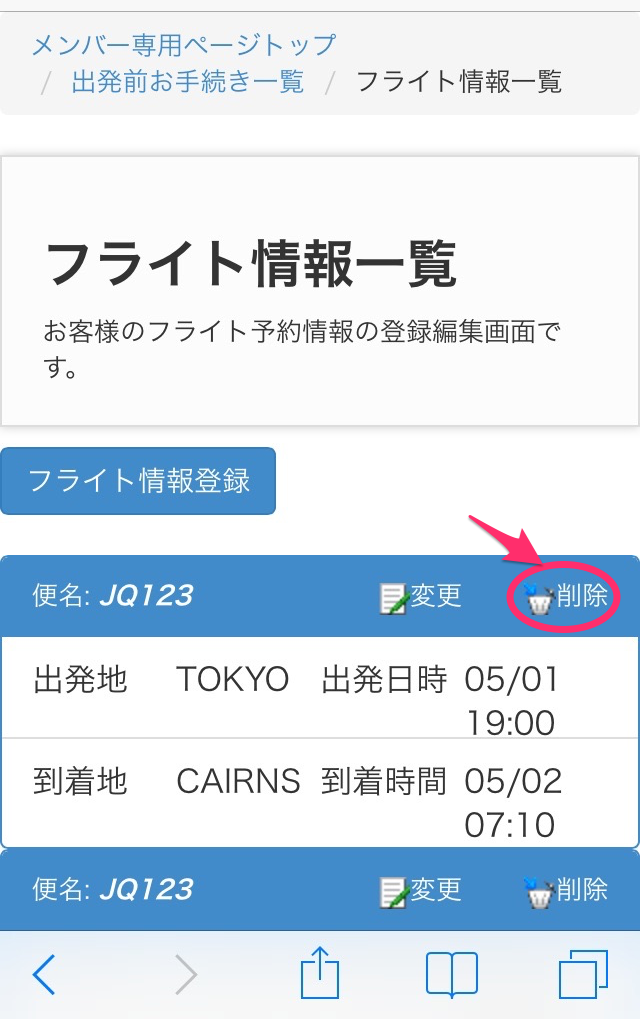 メンバー専用ページトップ
/ 出発前お手続き一覧 / フライト情報一覧
フライト情報一覧
お客様のフライト予約情報の登録編集画面で
す。
フライト情報登録
便名: JQ123 変更 削除
出発地 TOKYO 出発日時 05/01
19:00
到着地 CAIRNS 到着時間 05/02
07:10
便名: JQ123 変更 削除